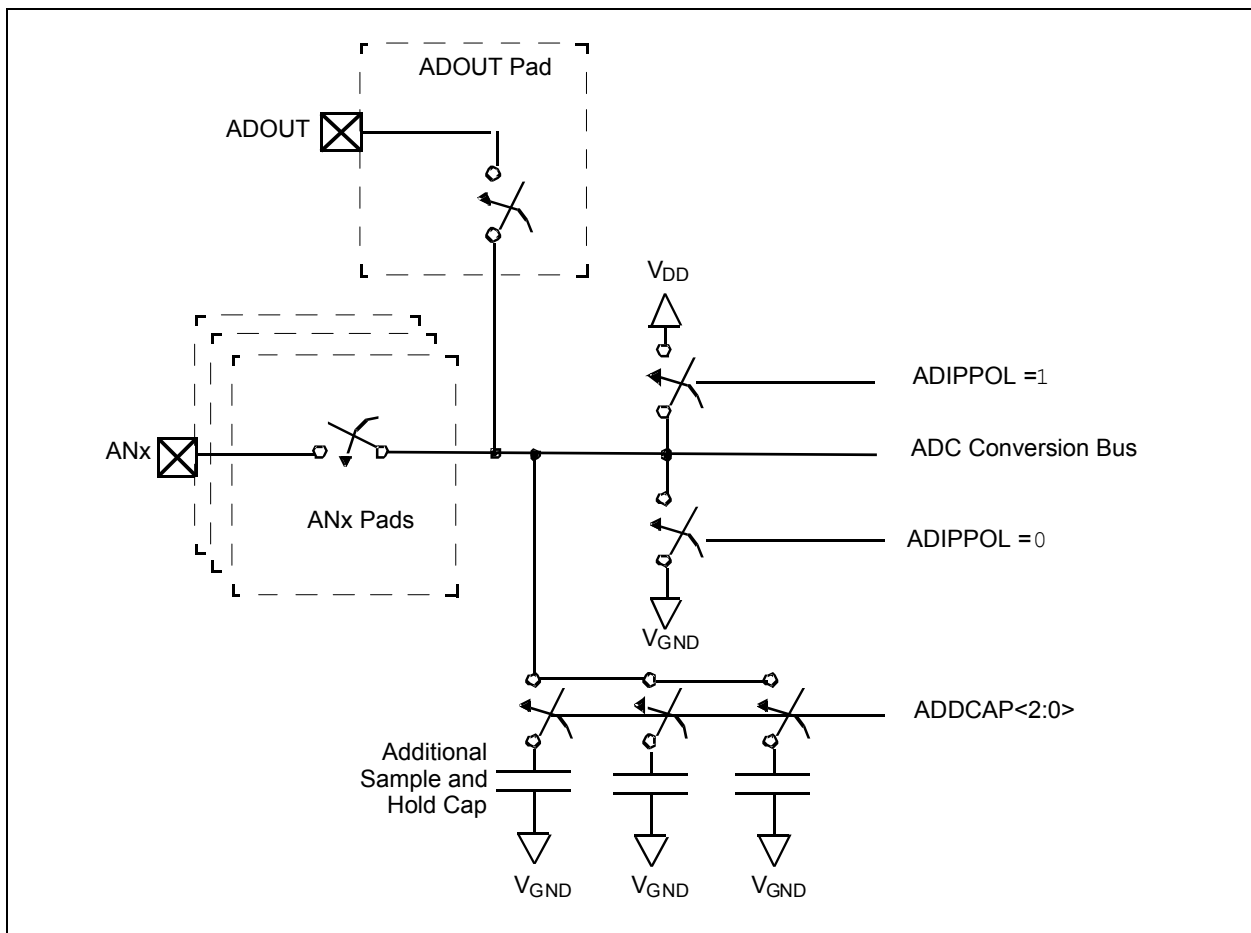 ADOUT Pad
ADOUT
VDD
ADIPPOL =1
ANx
ADC Conversion Bus
ANx Pads
ADIPPOL =0
VGND
ADDCAP<2:0>
Additional
Sample and
Hold Cap
VGND
VGND
VGND